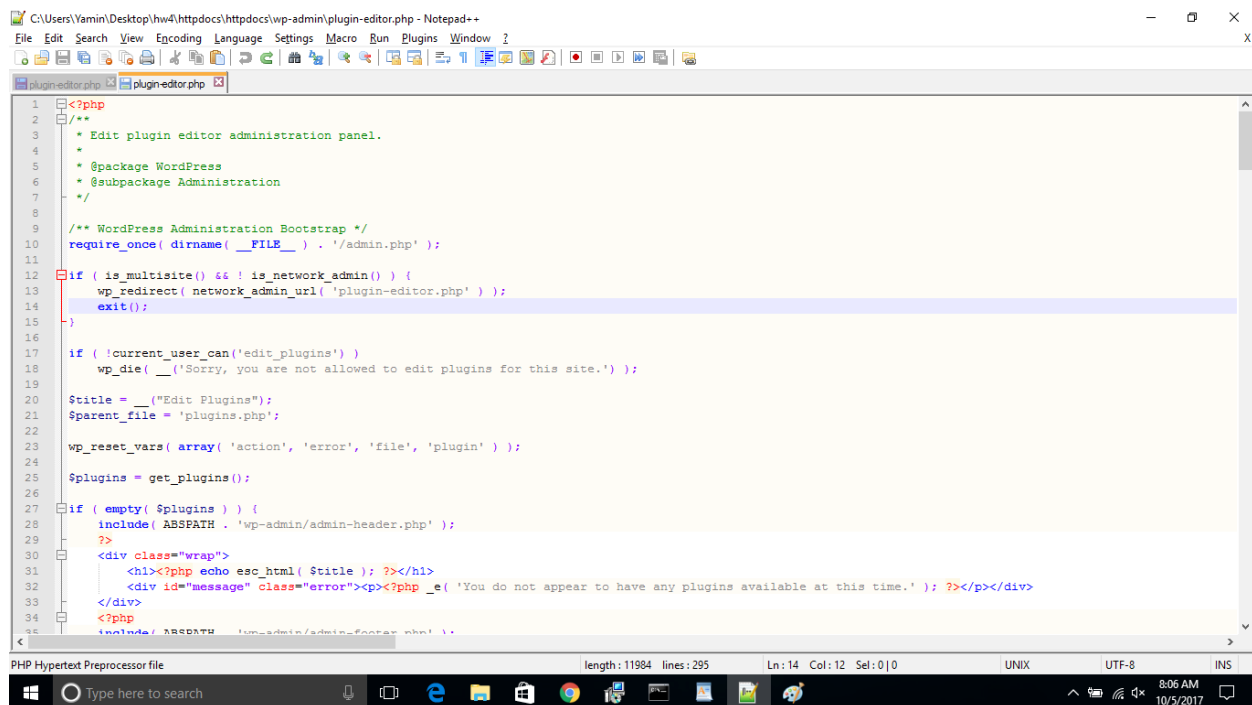 C:\Users\Yamin\Desktop\hw4\httpdocs\httpdocs\wp-admin\plugin-editor.php - Notepad++
File Edit Search View Encoding Language Settings Macro Run Plugins Window ? X
plugin-editor.php plugin-editor.php
1 <?php
2 /**
3 * Edit plugin editor administration panel.
4 *
5 * @package WordPress
6 * @subpackage Administration
7 */
8
9 /** WordPress Administration Bootstrap */
10 require_once( dirname( __FILE__ ) . '/admin.php' );
11
12 if ( is_multisite() && ! is_network_admin() ) {
13 wp_redirect( network_admin_url( 'plugin-editor.php' ) );
14 exit();
15 }
16
17 if ( !current_user_can('edit_plugins') )
18 wp_die( __('Sorry, you are not allowed to edit plugins for this site.') );
19
20 $title = __("Edit Plugins");
21 $parent_file = 'plugins.php';
22
23 wp_reset_vars( array( 'action', 'error', 'file', 'plugin' ) );
24
25 $plugins = get_plugins();
26
27 if ( empty( $plugins ) ) {
28 include( ABSPATH . 'wp-admin/admin-header.php' );
29 ?>
30 <div class="wrap">
31 <h1><?php echo esc_html( $title ); ?></h1>
32 <div id="message" class="error"><p><?php _e( 'You do not appear to have any plugins available at this time.' ); ?></p></div>
33 </div>
34 <?php
35 include( ABSPATH . 'wp-admin/admin-footer.php' );
PHP Hypertext Preprocessor file length : 11984 lines : 295 Ln : 14 Col : 12 Sel : 0 | 0 UNIX UTF-8 INS
Type here to search
8:06 AM
10/5/2017